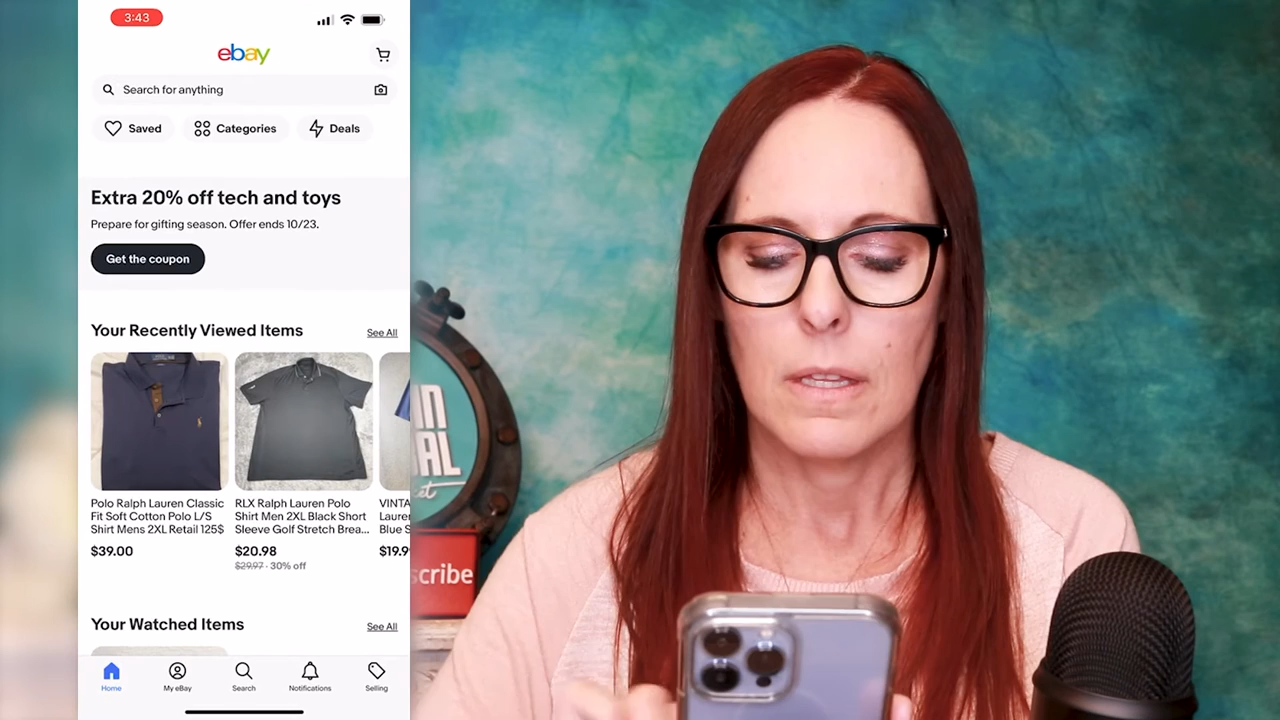 3:43
ebay
Search for anything
Saved
Categories
Deals
Extra 20% off tech and toys
Prepare for gifting season. Offer ends 10/23.
Get the coupon
Your Recently Viewed Items
See All
Polo Ralph Lauren Classic
Fit Soft Cotton Polo L/S
Shirt Mens 2XL Retail 125$
$39.00
RLX Ralph Lauren Polo
Shirt Men 2XL Black Short
Sleeve Golf Stretch Brea...
$20.98
$29.97 · 30% off
VINTA
Lauren
Blue S
$19.9
Your Watched Items
See All
Home
My eBay
Search
Notifications
Selling
IN
AL
et
scribe